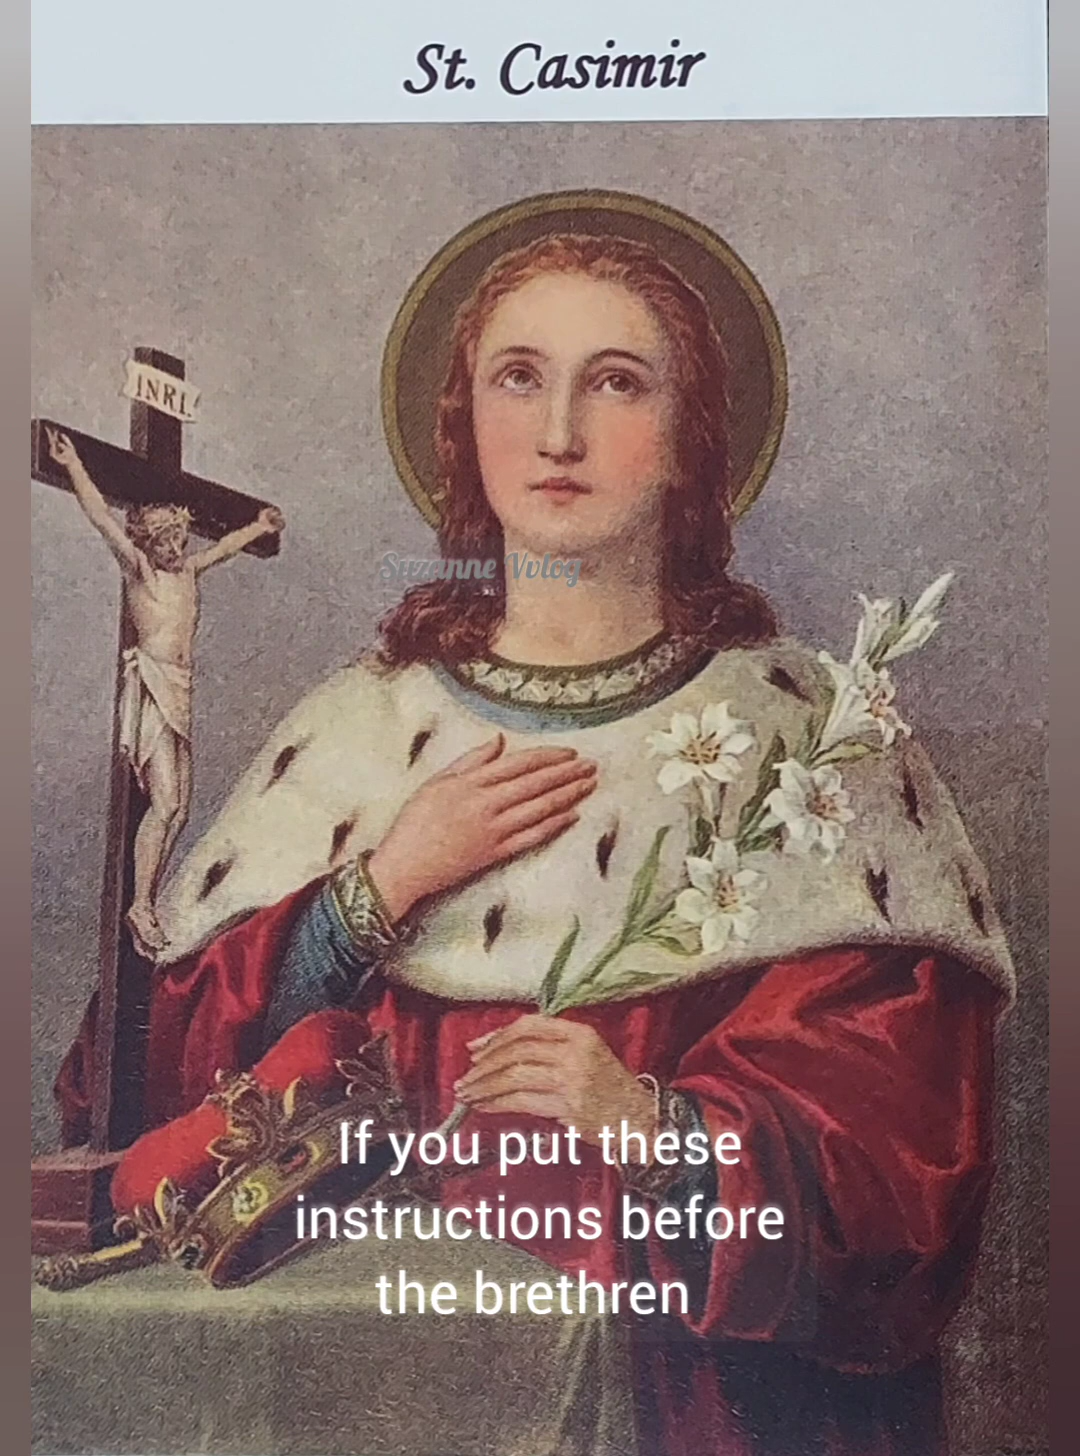 St. Casimir
INRI
Suzanne Vvlog
If you put these
instructions before
the brethren